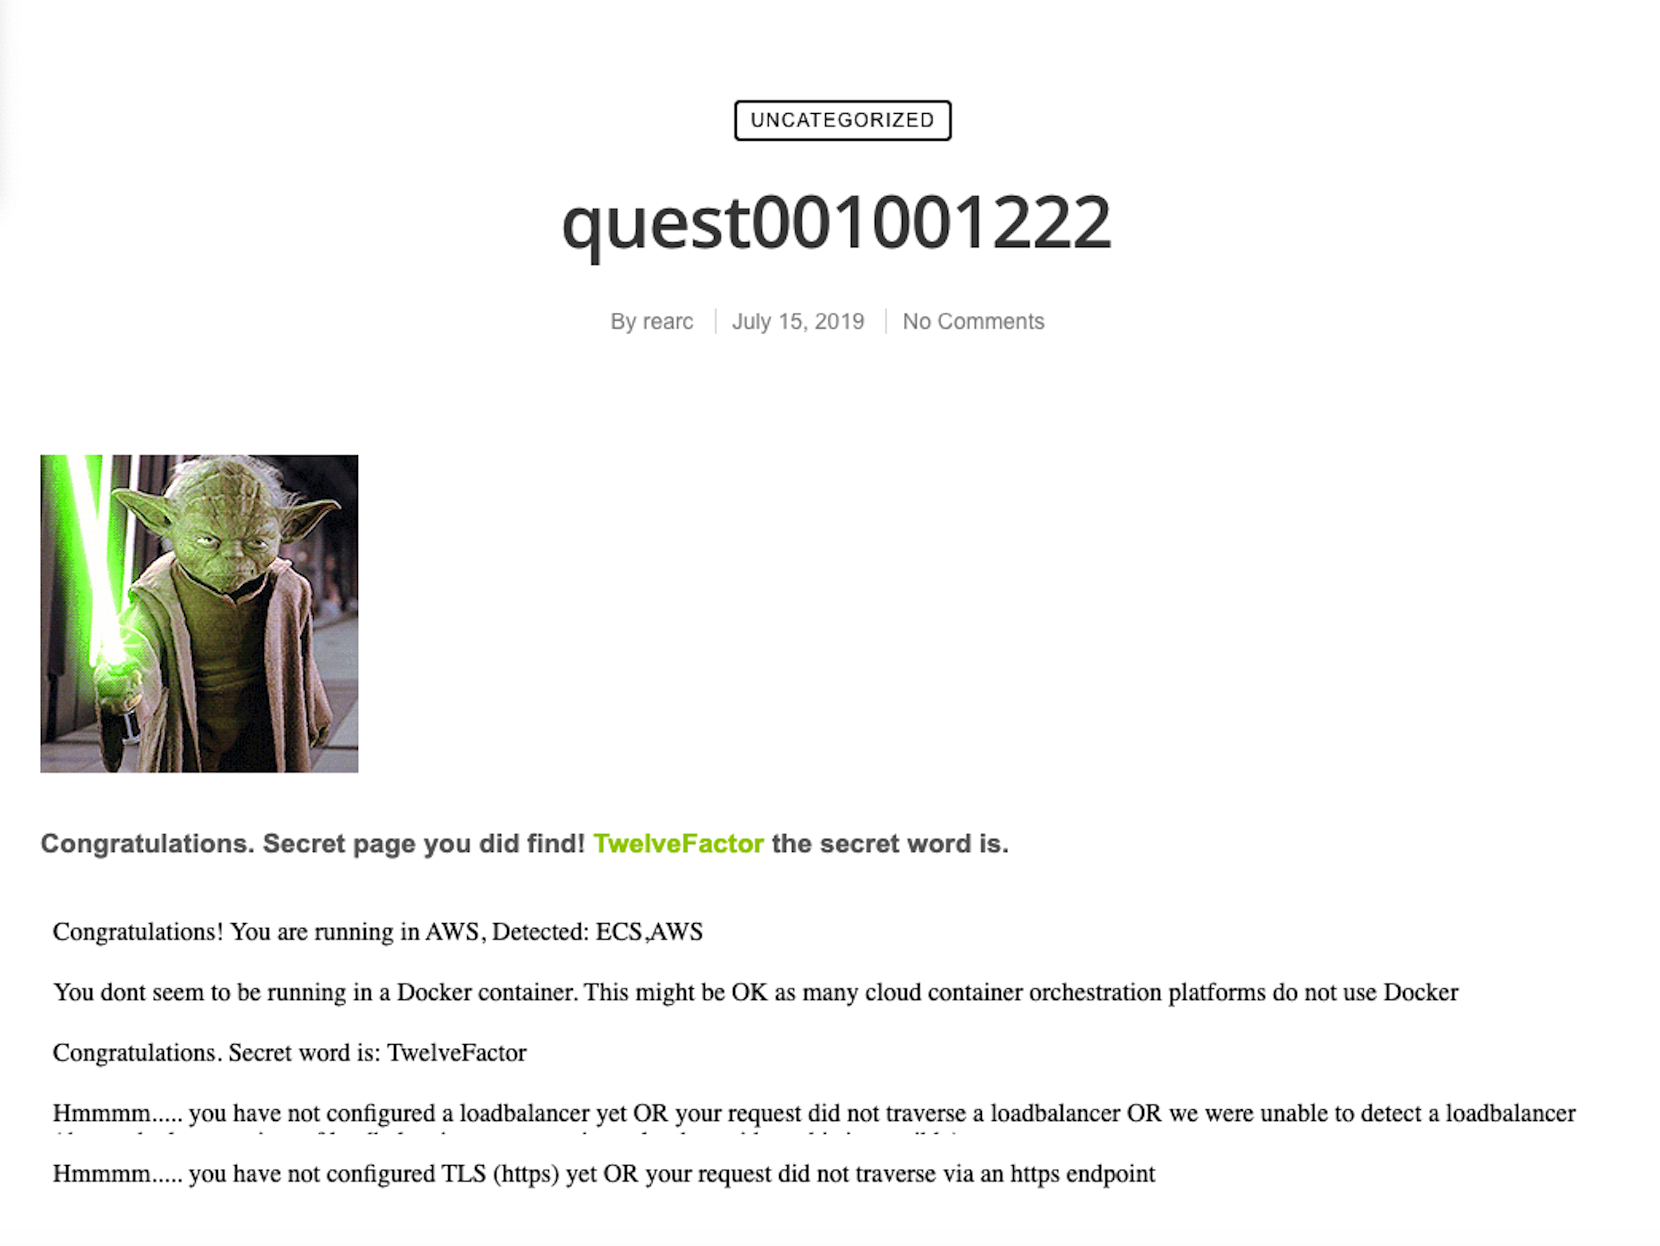 UNCATEGORIZED
quest001001222
By rearc July 15, 2019 No Comments
Congratulations. Secret page you did find! TwelveFactor the secret word is.
Congratulations! You are running in AWS, Detected: ECS,AWS
You dont seem to be running in a Docker container. This might be OK as many cloud container orchestration platforms do not use Docker
Congratulations. Secret word is: TwelveFactor
Hmmmm..... you have not configured a loadbalancer yet OR your request did not traverse a loadbalancer OR we were unable to detect a loadbalancer
Hmmmm..... you have not configured TLS (https) yet OR your request did not traverse via an https endpoint